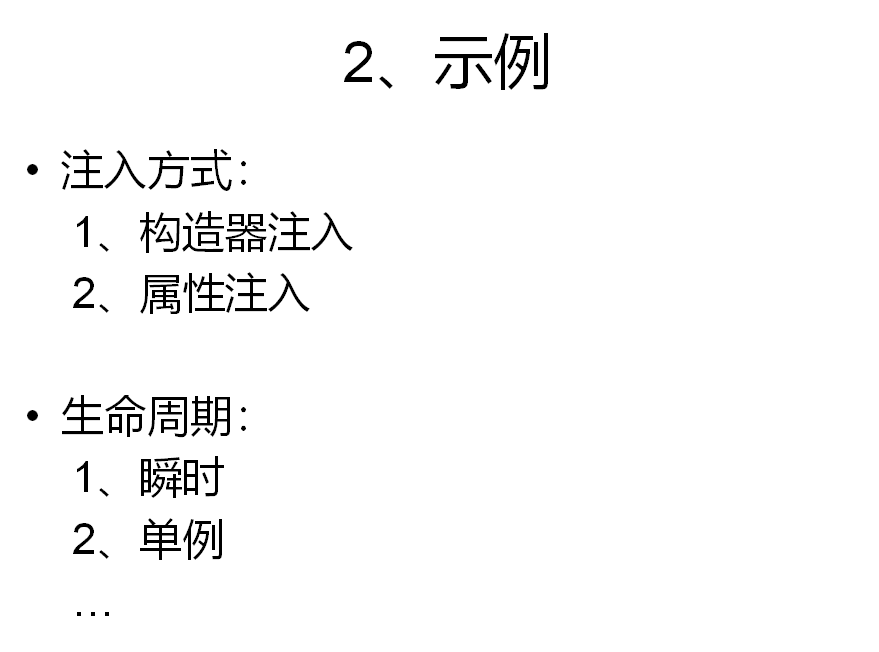 2、示例
• 注入方式：
1、构造器注入
2、属性注入
• 生命周期：
1、瞬时
2、单例
…